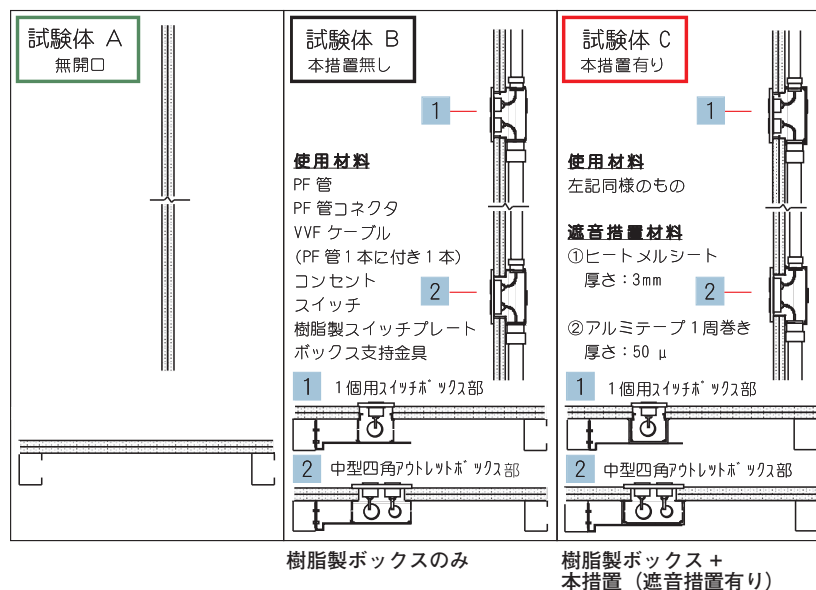 試験体 A
無開口
試験体 B
本措置無し
1
使用材料
PF 管
PF 管コネクタ
VVF ケーブル
(PF 管 1 本に付き 1 本)
コンセント
スイッチ
樹脂製スイッチプレート
ボックス支持金具
2
1 1個用スイッチボックス部
2 中型四角アウトレットボックス部
樹脂製ボックスのみ
試験体 C
本措置有り
1
使用材料
左記同様のもの
遮音措置材料
①ヒートメルシート
厚さ：3mm
2
②アルミテープ 1 周巻き
厚さ：50 μ
1 1個用スイッチボックス部
2 中型四角アウトレットボックス部
樹脂製ボックス +
本措置（遮音措置有り）